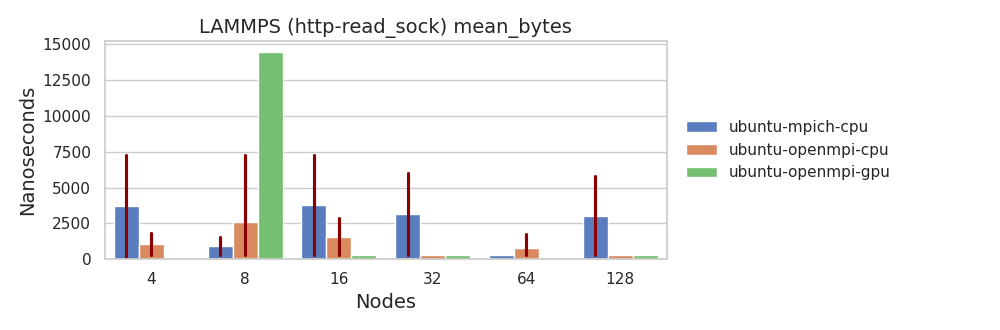 LAMMPS (http-read_sock) mean_bytes
Nanoseconds
15000
12500
10000
7500
5000
2500
0
4 8 16 32 64 128
Nodes
ubuntu-mpich-cpu
ubuntu-openmpi-cpu
ubuntu-openmpi-gpu